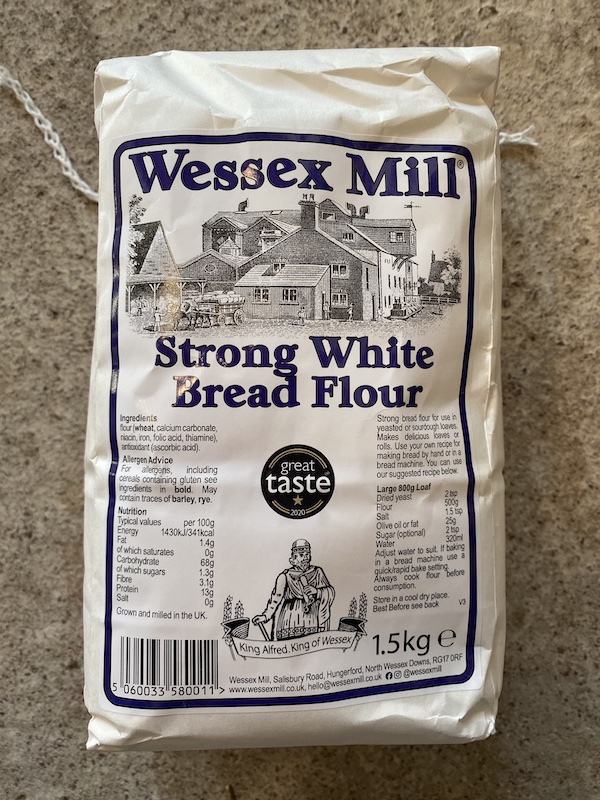 Wessex Mill®
Strong White
Bread Flour
Ingredients
flour (wheat, calcium carbonate,
niacin, iron, folic acid, thiamine),
antioxidant (ascorbic acid).
Allergen Advice
For allergens, including
cereals containing gluten see
ingredients in bold. May
contain traces of barley, rye.
Nutrition
Typical values per 100g
Energy 1430kJ/341kcal
Fat 1.4g
of which saturates 0g
Carbohydrate 68g
of which sugars 1.3g
Fibre 3.1g
Protein 13g
Salt 0g
Grown and milled in the UK.
great
taste
2020
Strong bread flour for use in
yeasted or sourdough loaves.
Makes delicious loaves or
rolls. Use your own recipe for
making bread by hand or in a
bread machine. You can use
our suggested recipe below.
Large 800g Loaf
Dried yeast 2 tsp
Flour 500g
Salt 1.5 tsp
Olive oil or fat 25g
Sugar (optional) 2 tsp
Water 320ml
Adjust water to suit. If baking
in a bread machine use a
quick/rapid bake setting.
Always cook flour before
consumption.
Store in a cool dry place.
Best Before see back V3
King Alfred, King of Wessex
1.5kg e
5 060033 580011 >
Wessex Mill, Salisbury Road, Hungerford, North Wessex Downs, RG17 0RF
www.wessexmill.co.uk, hello@wessexmill.co.uk @wessexmill